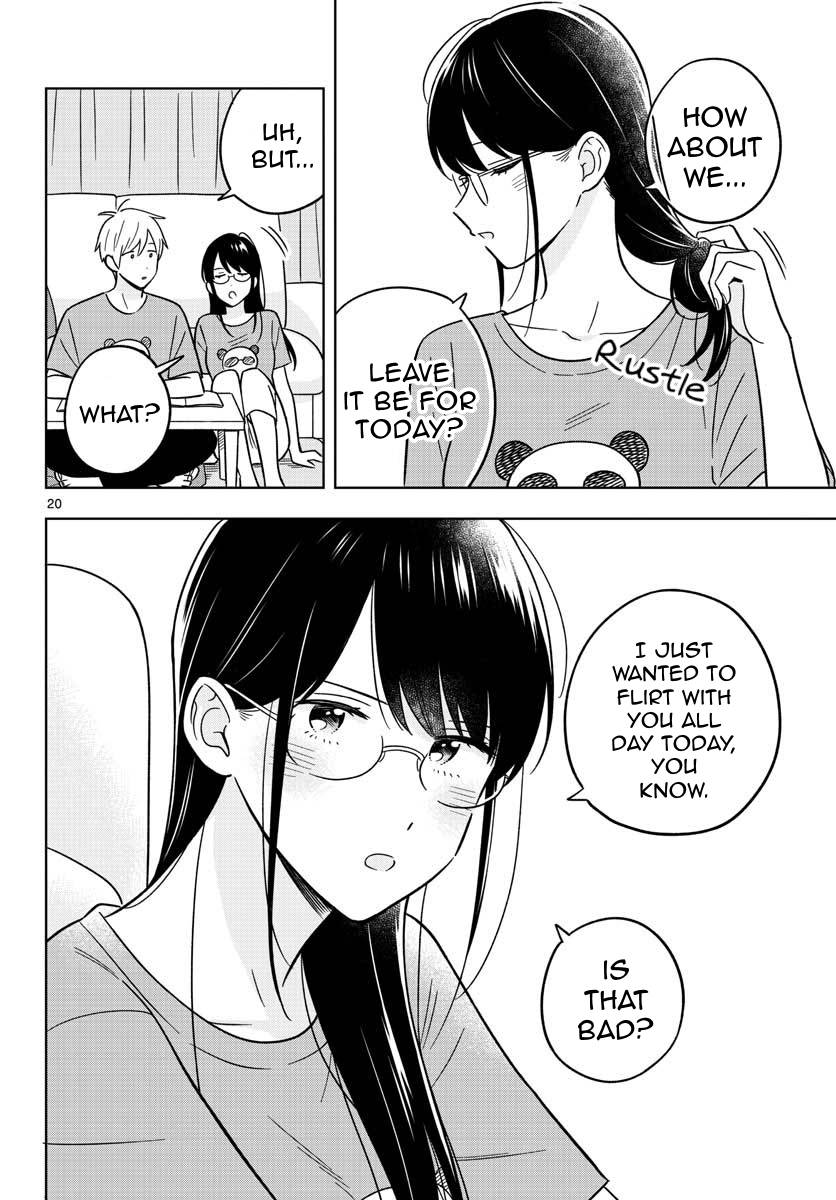 HOW
ABOUT
WE...
LEAVE
IT BE FOR
TODAY?
Rustle
UH,
BUT...
WHAT?
20
I JUST
WANTED TO
FLIRT WITH
YOU ALL
DAY TODAY,
YOU
KNOW.
IS
THAT
BAD?